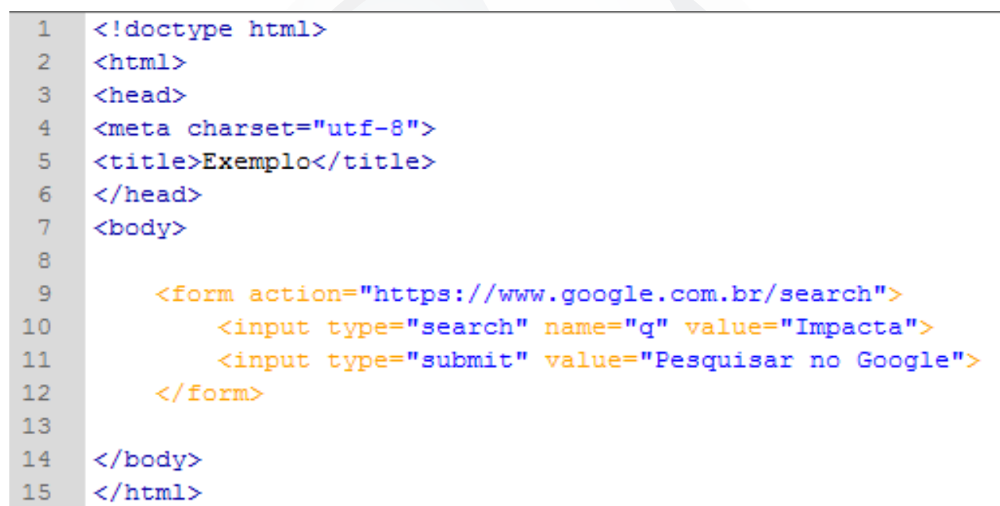 1 <!doctype html>
2 <html>
3 <head>
4 <meta charset="utf-8">
5 <title>Exemplo</title>
6 </head>
7 <body>
8
9 <form action="https://www.google.com.br/search">
10 <input type="search" name="q" value="Impacta">
11 <input type="submit" value="Pesquisar no Google">
12 </form>
13
14 </body>
15 </html>